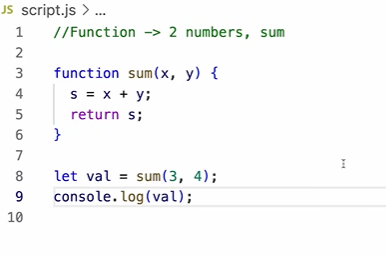 JS script.js > ...
1 //Function -> 2 numbers, sum
2
3 function sum(x, y) {
4 s = x + y;
5 return s;
6 }
7
8 let val = sum(3, 4);
9 console.log(val);
10